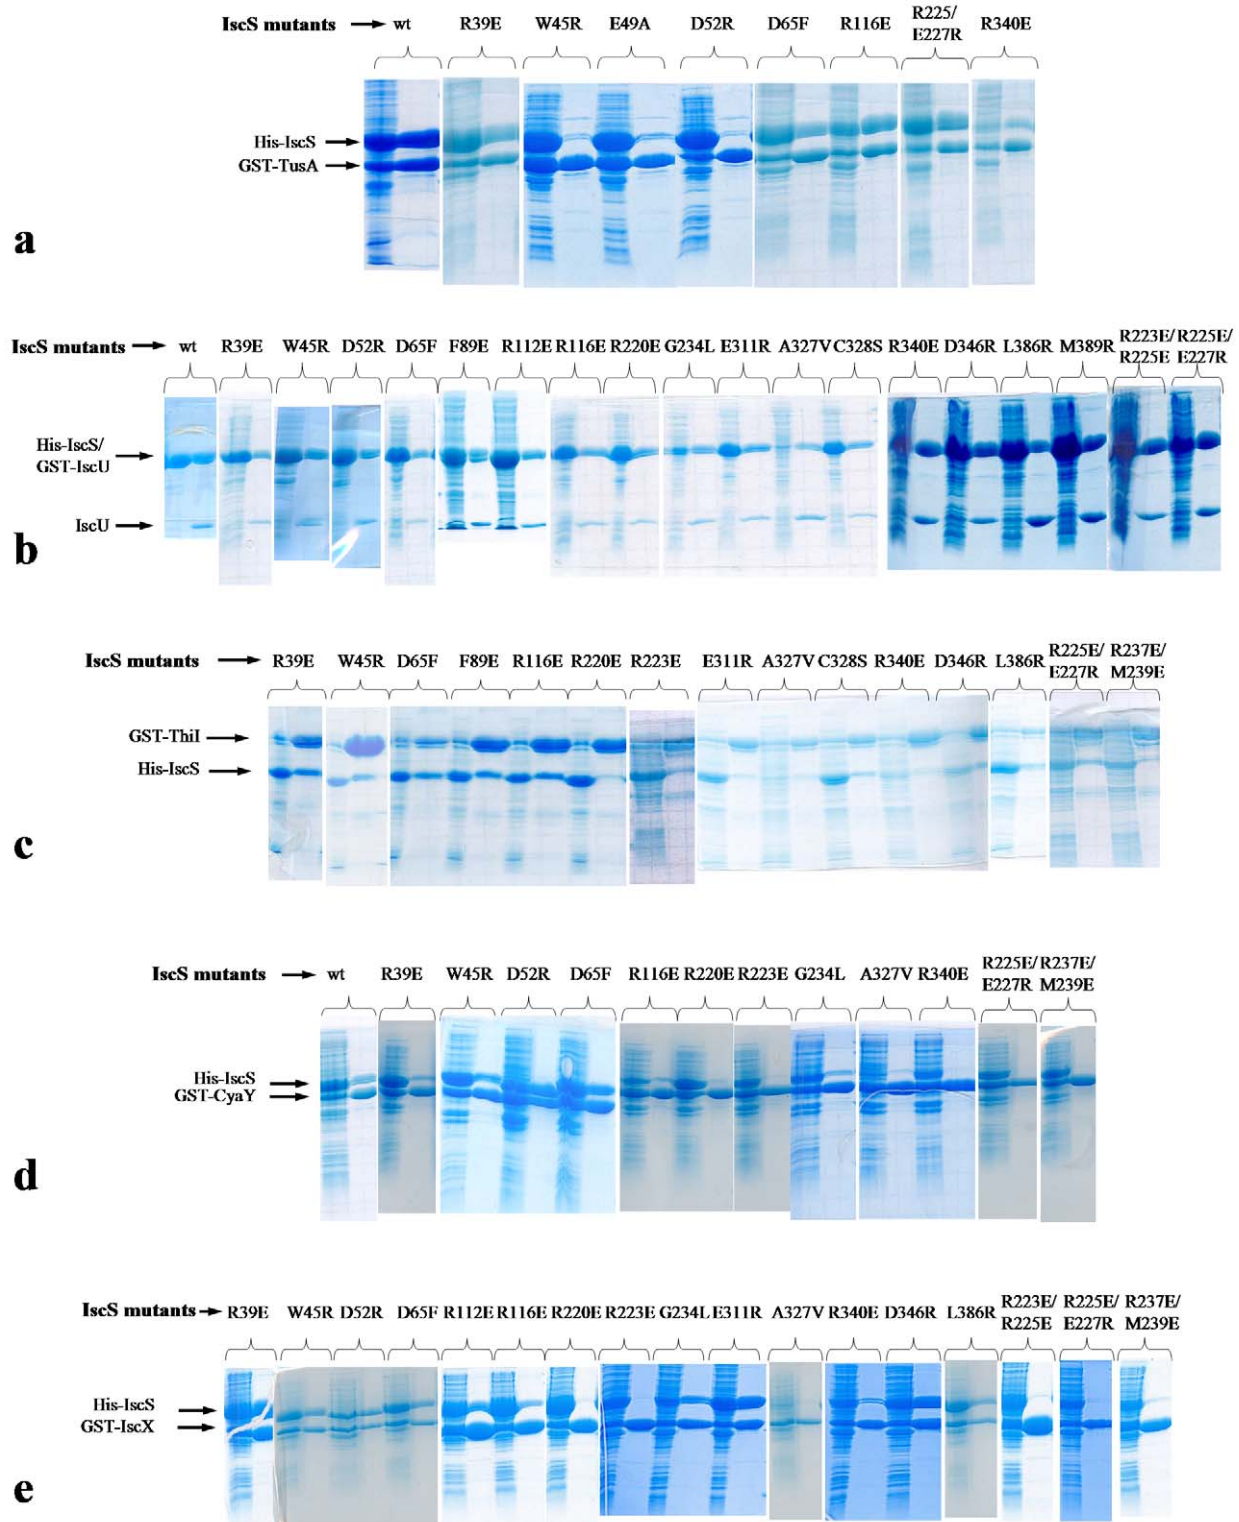 IscS mutants wt R39E W45R E49A D52R D65F R116E R225/ E227R R340E
His-IscS
GST-TusA
a
IscS mutants wt R39E W45R D52R D65F F89E R112E R116E R220E G234L E311R A327V C328S R340E D346R L386R M389R R223E/ R225E R225E/ E227R
His-IscS/
GST-IscU
IscU
b
IscS mutants R39E W45R D65F F89E R116E R220E R223E E311R A327V C328S R340E D346R L386R R225E/ E227R R237E/ M239E
GST-ThiI
His-IscS
c
IscS mutants wt R39E W45R D52R D65F R116E R220E R223E G234L A327V R340E R225E/ E227R R237E/ M239E
His-IscS
GST-CyaY
d
IscS mutants R39E W45R D52R D65F R112E R116E R220E R223E G234L E311R A327V R340E D346R L386R R223E/ R225E R225E/ E227R R237E/ M239E
His-IscS
GST-IscX
e